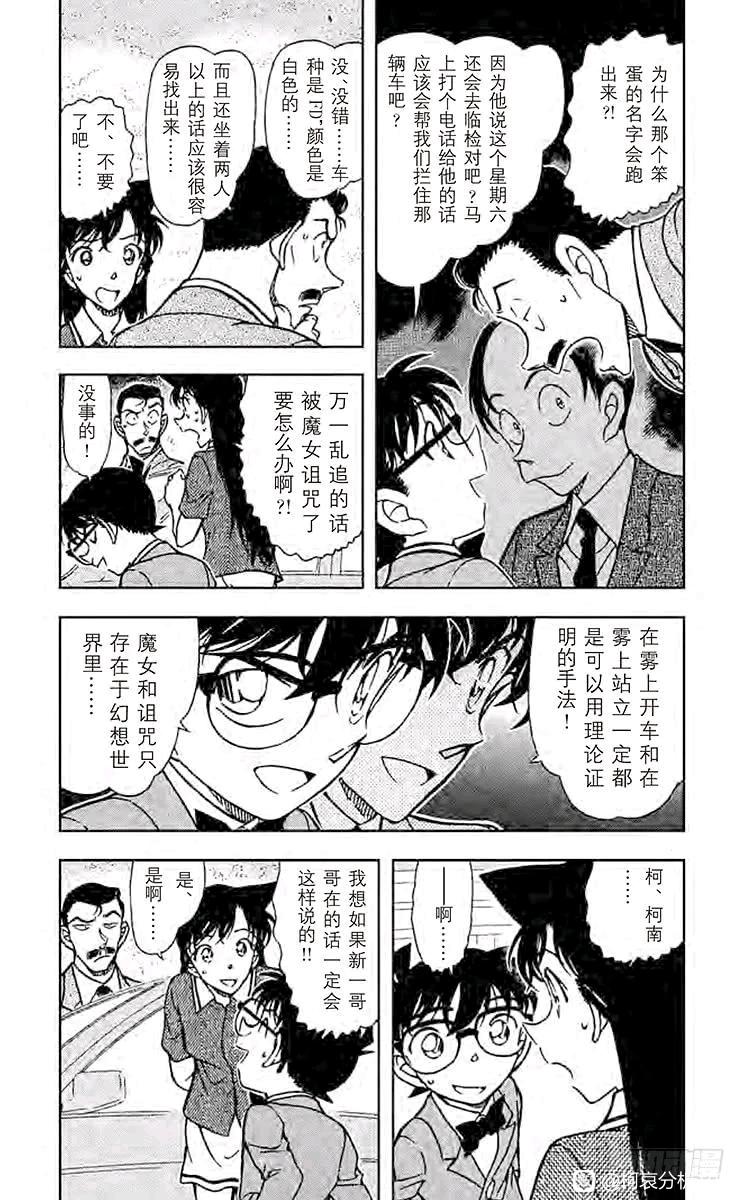 为什么那个笨
蛋的名字会跑
出来?!
因为他说这个星期六
还会去临检对吧?马
上打个电话给他的话
应该会帮我们拦住那
辆车吧?
没、没错……车
种是FD,颜色是
白色的……
而且还坐着两人
以上的话应该很容
易找出来……
不、不要
了吧……
万一乱追的话
被魔女诅咒了
要怎么办啊?!
没事的!
在雾上开车和在
雾上站立一定都
是可以用理论证
明的手法!
魔女和诅咒只
存在于幻想世
界里……
柯、柯南
……
——啊……
我想如果新一哥
哥在的话一定会
这样说的!!
是、
是啊……
@柯哀分析